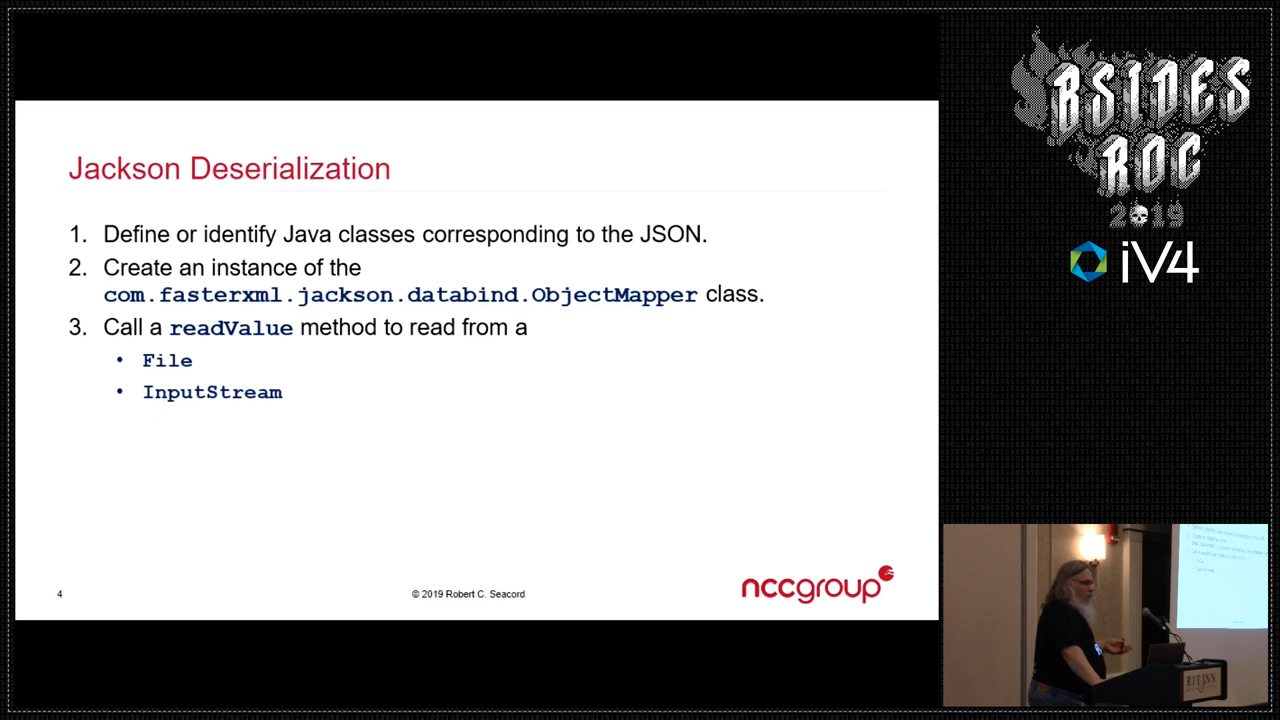 Jackson Deserialization
1. Define or identify Java classes corresponding to the JSON.
2. Create an instance of the
com.fasterxml.jackson.databind.ObjectMapper class.
3. Call a readValue method to read from a
• File
• InputStream
4
© 2019 Robert C. Seacord
nccgroup
BSIDES
ROC
2019
iV4
RIT INN